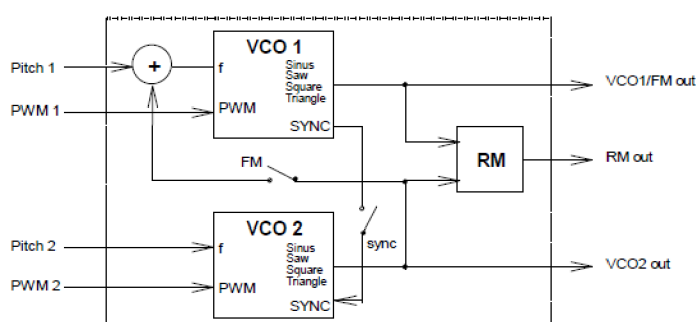 VCO 1
Pitch 1
+
f
Sinus
Saw
Square
Triangle
VCO1/FM out
PWM 1
PWM
SYNC
FM
RM
RM out
VCO 2
Pitch 2
f
Sinus
Saw
Square
Triangle
sync
VCO2 out
PWM 2
PWM
SYNC